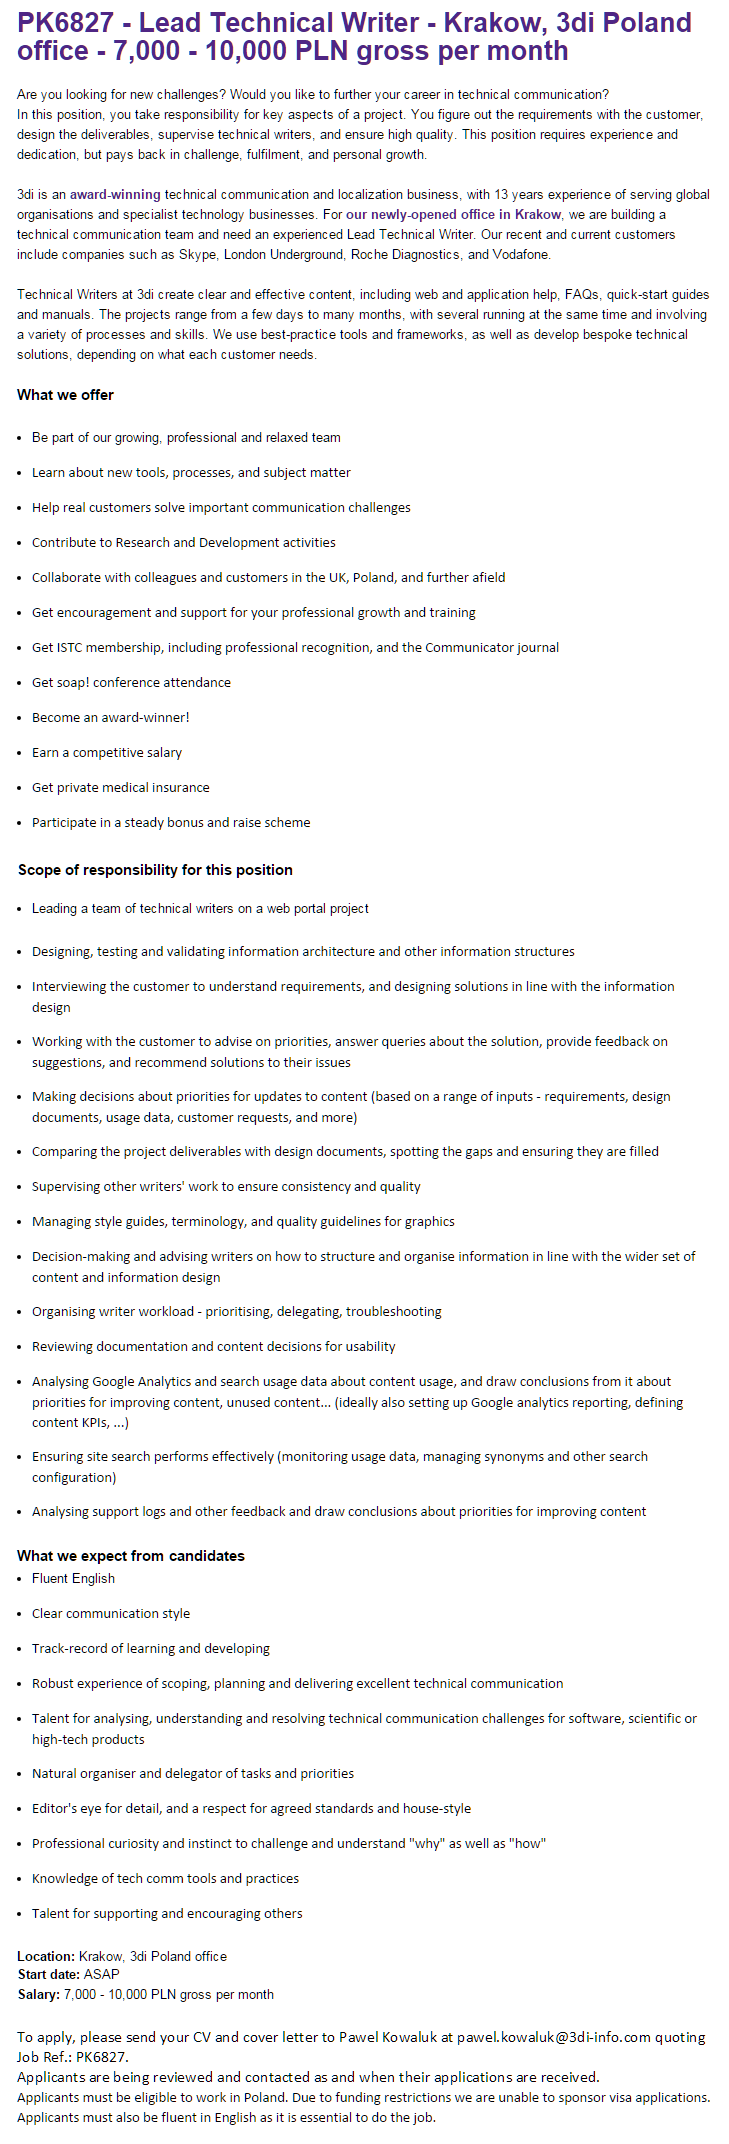 PK6827 - Lead Technical Writer - Krakow, 3di Poland
office - 7,000 - 10,000 PLN gross per month
Are you looking for new challenges? Would you like to further your career in technical communication?
In this position, you take responsibility for key aspects of a project. You figure out the requirements with the customer,
design the deliverables, supervise technical writers, and ensure high quality. This position requires experience and
dedication, but pays back in challenge, fulfilment, and personal growth.
3di is an award-winning technical communication and localization business, with 13 years experience of serving global
organisations and specialist technology businesses. For our newly-opened office in Krakow, we are building a
technical communication team and need an experienced Lead Technical Writer. Our recent and current customers
include companies such as Skype, London Underground, Roche Diagnostics, and Vodafone.
Technical Writers at 3di create clear and effective content, including web and application help, FAQs, quick-start guides
and manuals. The projects range from a few days to many months, with several running at the same time and involving
a variety of processes and skills. We use best-practice tools and frameworks, as well as develop bespoke technical
solutions, depending on what each customer needs.
What we offer
• Be part of our growing, professional and relaxed team
• Learn about new tools, processes, and subject matter
• Help real customers solve important communication challenges
• Contribute to Research and Development activities
• Collaborate with colleagues and customers in the UK, Poland, and further afield
• Get encouragement and support for your professional growth and training
• Get ISTC membership, including professional recognition, and the Communicator journal
• Get soap! conference attendance
• Become an award-winner!
• Earn a competitive salary
• Get private medical insurance
• Participate in a steady bonus and raise scheme
Scope of responsibility for this position
• Leading a team of technical writers on a web portal project
• Designing, testing and validating information architecture and other information structures
• Interviewing the customer to understand requirements, and designing solutions in line with the information
design
• Working with the customer to advise on priorities, answer queries about the solution, provide feedback on
suggestions, and recommend solutions to their issues
• Making decisions about priorities for updates to content (based on a range of inputs - requirements, design
documents, usage data, customer requests, and more)
• Comparing the project deliverables with design documents, spotting the gaps and ensuring they are filled
• Supervising other writers' work to ensure consistency and quality
• Managing style guides, terminology, and quality guidelines for graphics
• Decision-making and advising writers on how to structure and organise information in line with the wider set of
content and information design
• Organising writer workload - prioritising, delegating, troubleshooting
• Reviewing documentation and content decisions for usability
• Analysing Google Analytics and search usage data about content usage, and draw conclusions from it about
priorities for improving content, unused content... (ideally also setting up Google analytics reporting, defining
content KPIs, ...)
• Ensuring site search performs effectively (monitoring usage data, managing synonyms and other search
configuration)
• Analysing support logs and other feedback and draw conclusions about priorities for improving content
What we expect from candidates
• Fluent English
• Clear communication style
• Track-record of learning and developing
• Robust experience of scoping, planning and delivering excellent technical communication
• Talent for analysing, understanding and resolving technical communication challenges for software, scientific or
high-tech products
• Natural organiser and delegator of tasks and priorities
• Editor's eye for detail, and a respect for agreed standards and house-style
• Professional curiosity and instinct to challenge and understand "why" as well as "how"
• Knowledge of tech comm tools and practices
• Talent for supporting and encouraging others
Location: Krakow, 3di Poland office
Start date: ASAP
Salary: 7,000 - 10,000 PLN gross per month
To apply, please send your CV and cover letter to Pawel Kowaluk at pawel.kowaluk@3di-info.com quoting
Job Ref.: PK6827.
Applicants are being reviewed and contacted as and when their applications are received.
Applicants must be eligible to work in Poland. Due to funding restrictions we are unable to sponsor visa applications.
Applicants must also be fluent in English as it is essential to do the job.